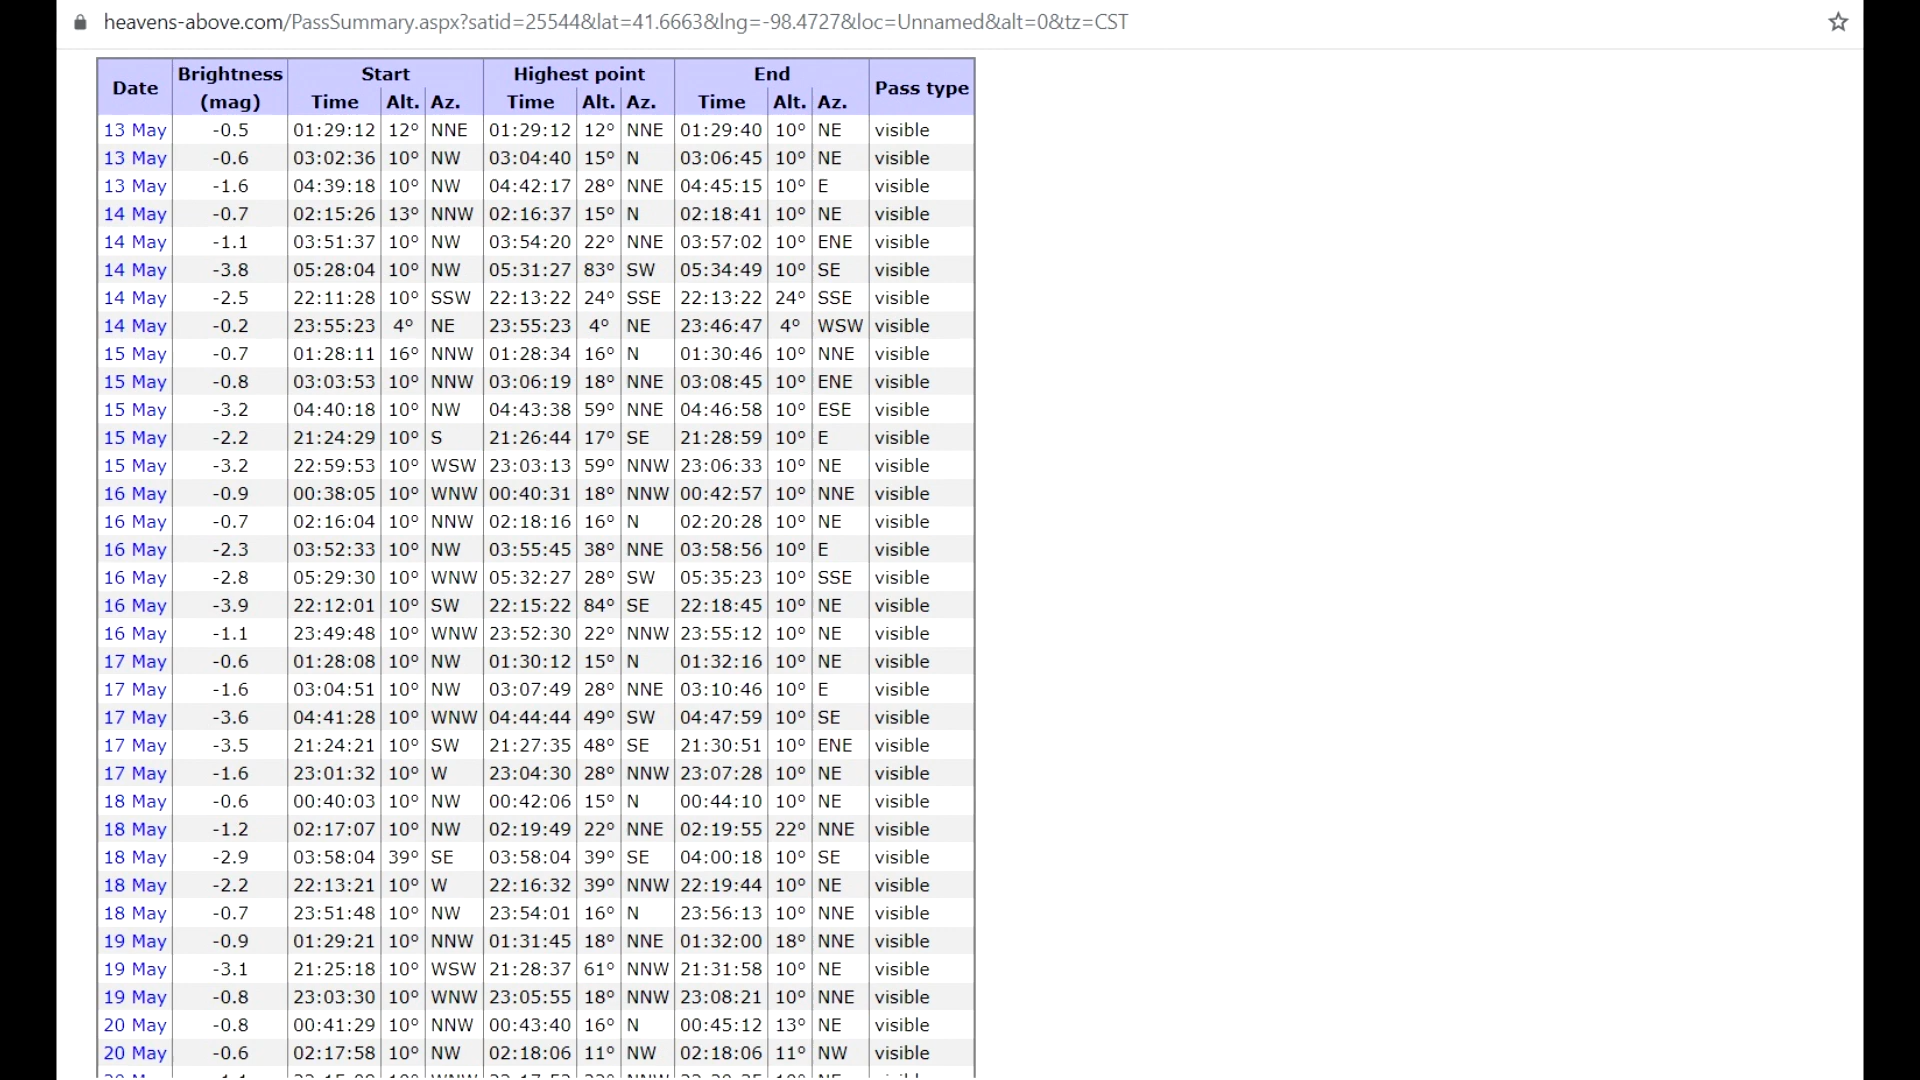 heavens-above.com/PassSummary.aspx?satid=25544&lat=41.6663&lng=-98.4727&loc=Unnamed&alt=0&tz=CST
Date Brightness (mag) Start Highest point End Pass type
Time Alt. Az. Time Alt. Az. Time Alt. Az.
13 May -0.5 01:29:12 12° NNE 01:29:12 12° NNE 01:29:40 10° NE visible
13 May -0.6 03:02:36 10° NW 03:04:40 15° N 03:06:45 10° NE visible
13 May -1.6 04:39:18 10° NW 04:42:17 28° NNE 04:45:15 10° E visible
14 May -0.7 02:15:26 13° NNW 02:16:37 15° N 02:18:41 10° NE visible
14 May -1.1 03:51:37 10° NW 03:54:20 22° NNE 03:57:02 10° ENE visible
14 May -3.8 05:28:04 10° NW 05:31:27 83° SW 05:34:49 10° SE visible
14 May -2.5 22:11:28 10° SSW 22:13:22 24° SSE 22:13:22 24° SSE visible
14 May -0.2 23:55:23 4° NE 23:55:23 4° NE 23:46:47 4° WSW visible
15 May -0.7 01:28:11 16° NNW 01:28:34 16° N 01:30:46 10° NNE visible
15 May -0.8 03:03:53 10° NNW 03:06:19 18° NNE 03:08:45 10° ENE visible
15 May -3.2 04:40:18 10° NW 04:43:38 59° NNE 04:46:58 10° ESE visible
15 May -2.2 21:24:29 10° S 21:26:44 17° SE 21:28:59 10° E visible
15 May -3.2 22:59:53 10° WSW 23:03:13 59° NNW 23:06:33 10° NE visible
16 May -0.9 00:38:05 10° WNW 00:40:31 18° NNW 00:42:57 10° NNE visible
16 May -0.7 02:16:04 10° NNW 02:18:16 16° N 02:20:28 10° NE visible
16 May -2.3 03:52:33 10° NW 03:55:45 38° NNE 03:58:56 10° E visible
16 May -2.8 05:29:30 10° WNW 05:32:27 28° SW 05:35:23 10° SSE visible
16 May -3.9 22:12:01 10° SW 22:15:22 84° SE 22:18:45 10° NE visible
16 May -1.1 23:49:48 10° WNW 23:52:30 22° NNW 23:55:12 10° NE visible
17 May -0.6 01:28:08 10° NW 01:30:12 15° N 01:32:16 10° NE visible
17 May -1.6 03:04:51 10° NW 03:07:49 28° NNE 03:10:46 10° E visible
17 May -3.6 04:41:28 10° WNW 04:44:44 49° SW 04:47:59 10° SE visible
17 May -3.5 21:24:21 10° SW 21:27:35 48° SE 21:30:51 10° ENE visible
17 May -1.6 23:01:32 10° W 23:04:30 28° NNW 23:07:28 10° NE visible
18 May -0.6 00:40:03 10° NW 00:42:06 15° N 00:44:10 10° NE visible
18 May -1.2 02:17:07 10° NW 02:19:49 22° NNE 02:19:55 22° NNE visible
18 May -2.9 03:58:04 39° SE 03:58:04 39° SE 04:00:18 10° SE visible
18 May -2.2 22:13:21 10° W 22:16:32 39° NNW 22:19:44 10° NE visible
18 May -0.7 23:51:48 10° NW 23:54:01 16° N 23:56:13 10° NNE visible
19 May -0.9 01:29:21 10° NNW 01:31:45 18° NNE 01:32:00 18° NNE visible
19 May -3.1 21:25:18 10° WSW 21:28:37 61° NNW 21:31:58 10° NE visible
19 May -0.8 23:03:30 10° WNW 23:05:55 18° NNW 23:08:21 10° NNE visible
20 May -0.8 00:41:29 10° NNW 00:43:40 16° N 00:45:12 13° NE visible
20 May -0.6 02:17:58 10° NW 02:18:06 11° NW 02:18:06 11° NW visible